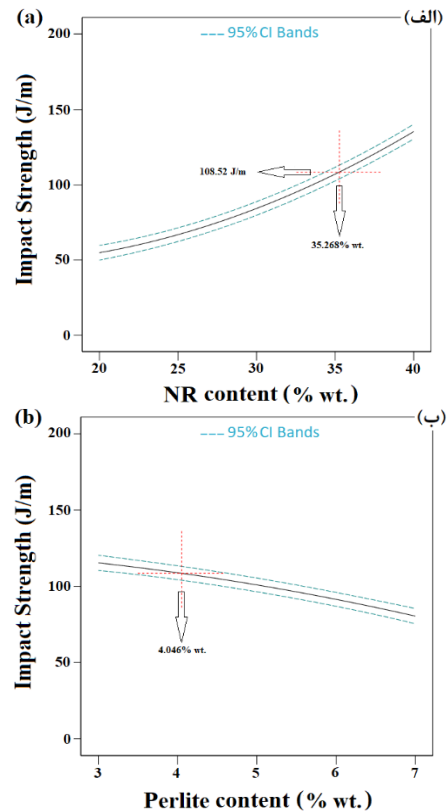 (a)
(الف)
200
95%CI Bands
150
108.52 J/m
100
35.268% wt.
50
0
Impact Strength (J/m)
20 25 30 35 40
NR content (% wt.)
(b)
(ب)
200
95%CI Bands
150
100
4.046% wt.
50
0
Impact Strength (J/m)
3 4 5 6 7
Perlite content (% wt.)